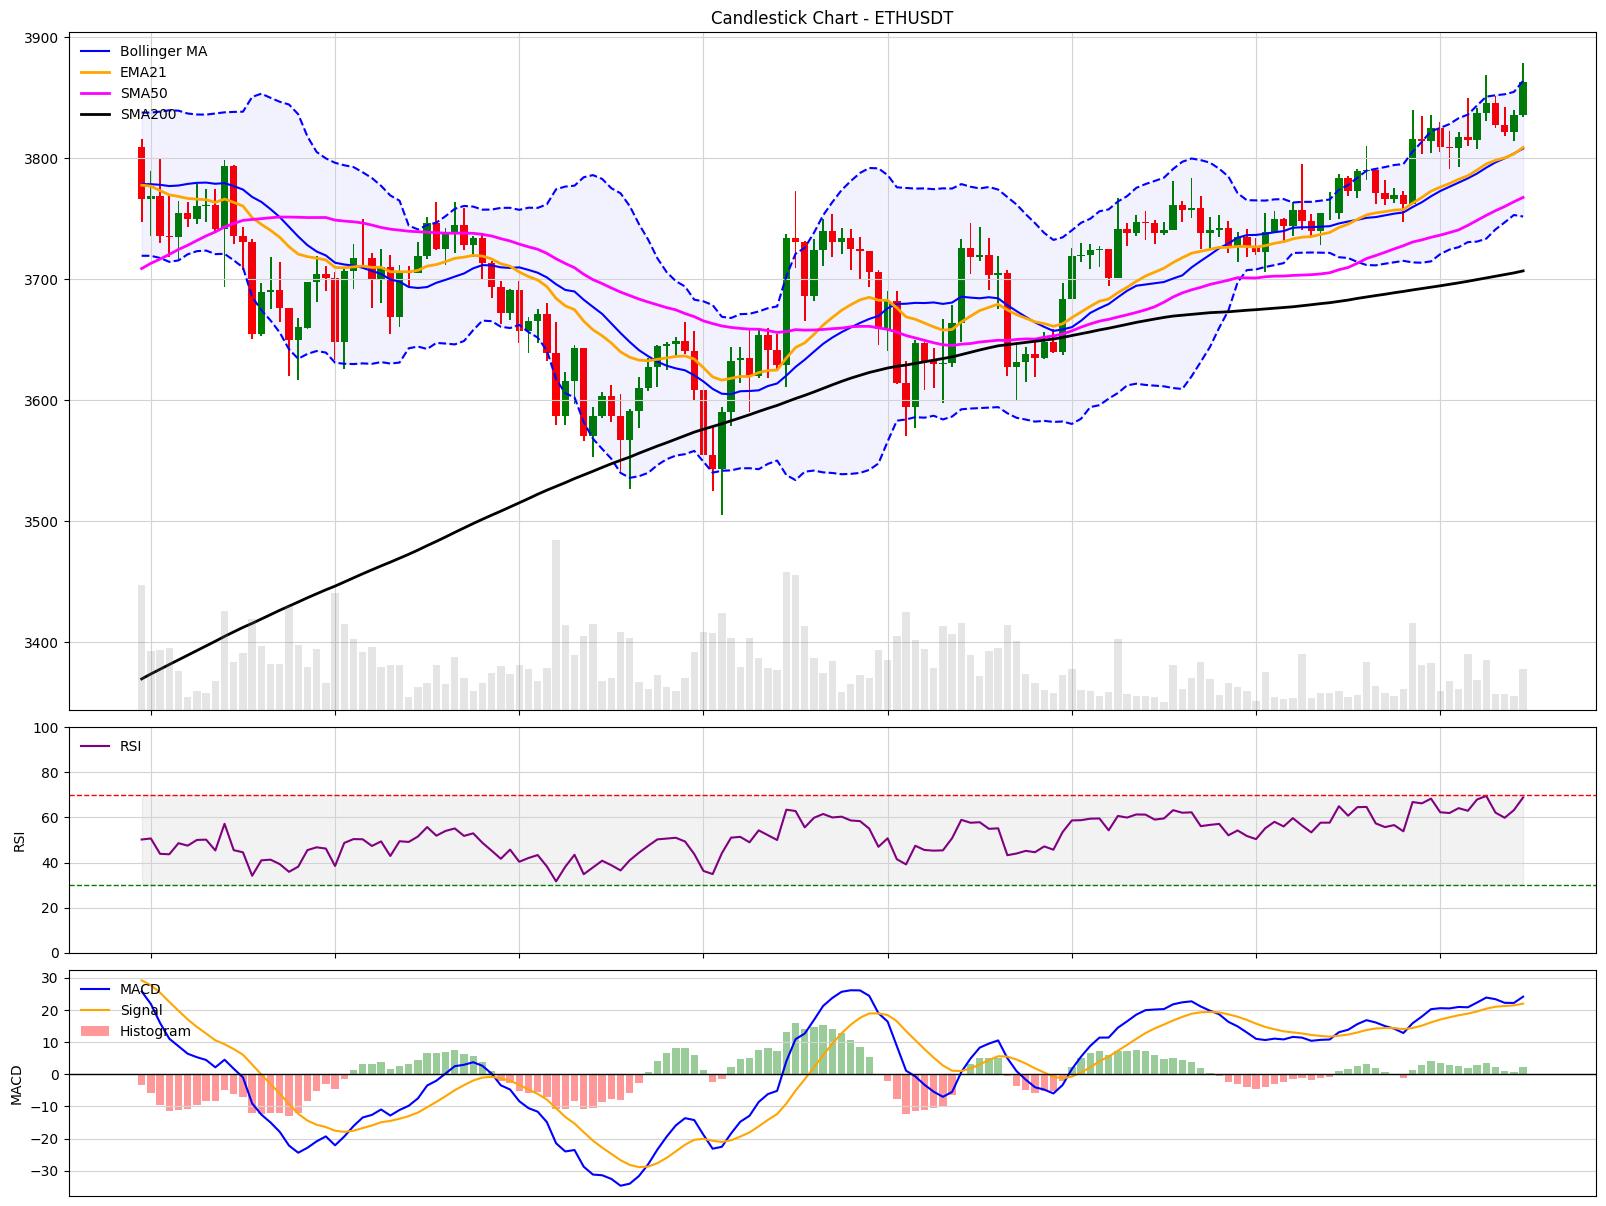 Candlestick Chart - ETHUSDT
3900
3800
3700
3600
3500
3400
Bollinger MA
EMA21
SMA50
SMA200
RSI
100
80
60
40
20
0
RSI
MACD
30
20
10
0
−10
−20
−30
MACD
Signal
Histogram